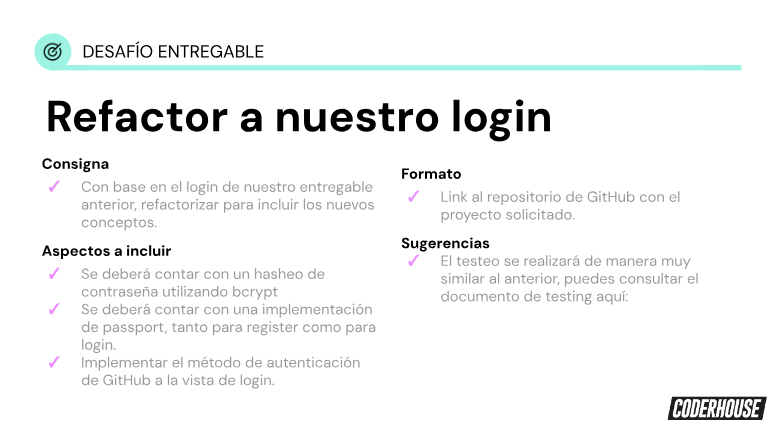 DESAFÍO ENTREGABLE
Refactor a nuestro login
Consigna
✓ Con base en el login de nuestro entregable
anterior, refactorizar para incluir los nuevos
conceptos.
Aspectos a incluir
✓ Se deberá contar con un hasheo de
contraseña utilizando bcrypt
✓ Se deberá contar con una implementación
de passport, tanto para register como para
login.
✓ Implementar el método de autenticación
de GitHub a la vista de login.
Formato
✓ Link al repositorio de GitHub con el
proyecto solicitado.
Sugerencias
✓ El testeo se realizará de manera muy
similar al anterior, puedes consultar el
documento de testing aquí:
CODERHOUSE